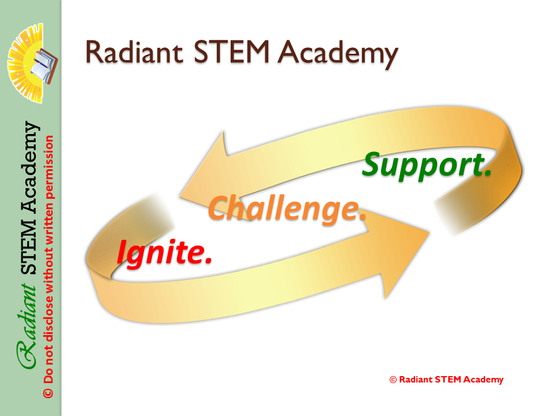 Radiant STEM Academy
Support.
Challenge.
Ignite.
© Radiant STEM Academy
Radiant STEM Academy
© Do not disclose without written permission